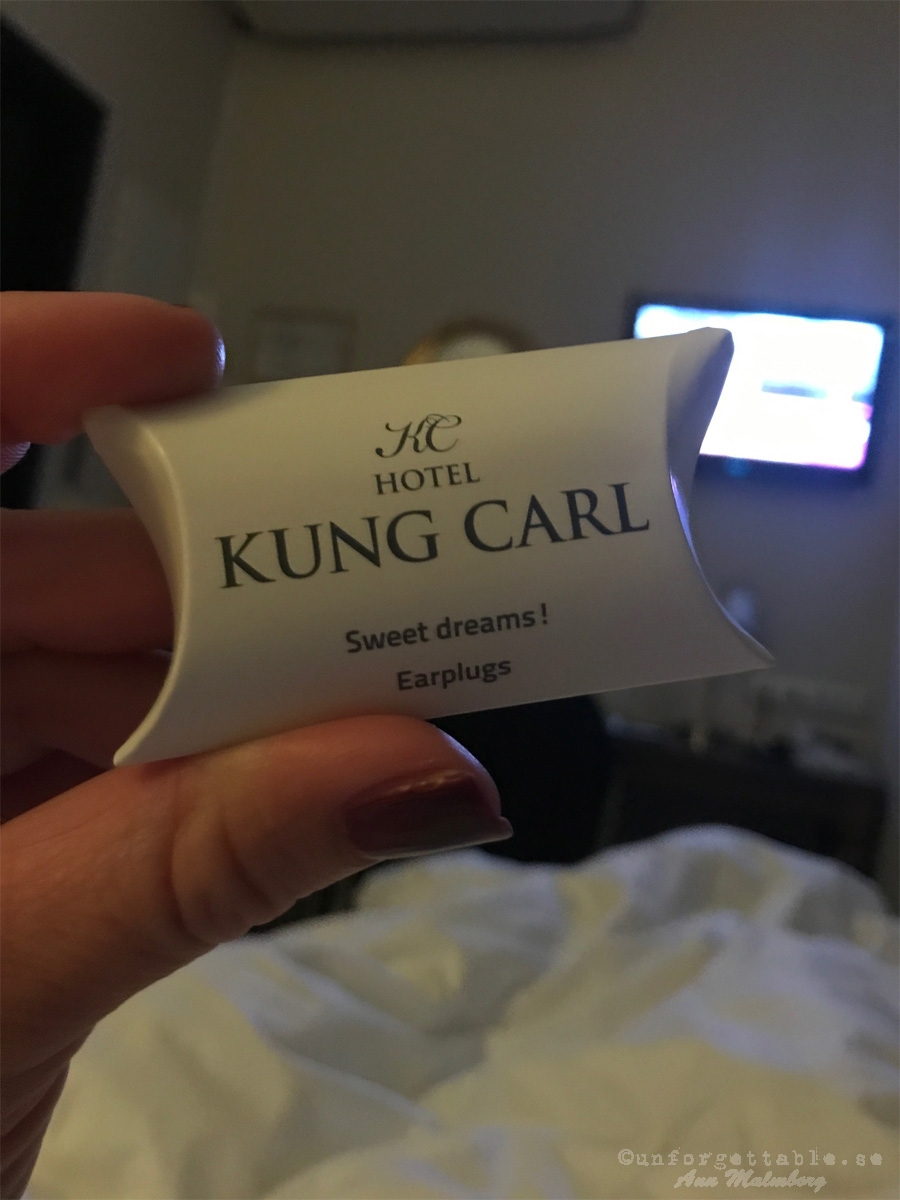 KC
HOTEL
KUNG CARL
Sweet dreams!
Earplugs
©unforgettable.se
Ann Malmborg